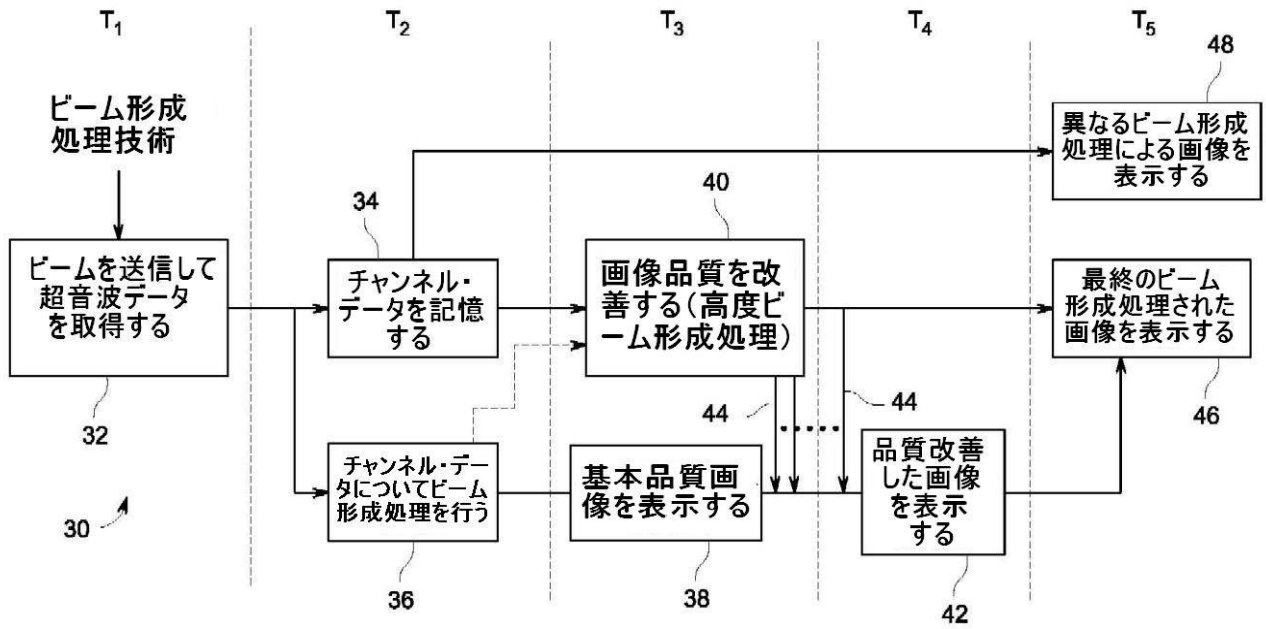 T1
T2
T3
T4
T5
ビーム形成
処理技術
ビームを送信して
超音波データ
を取得する
32
30
34
チャンネル・
データを記憶
する
チャンネル・デー
タについてビーム
形成処理を行う
36
40
画像品質を改
善する(高度ビ
ーム形成処理)
44
44
基本品質画
像を表示する
38
品質改善
した画像
を表示
する
42
48
異なるビーム形成
処理による画像を
表示する
最終のビーム
形成処理された
画像を表示する
46